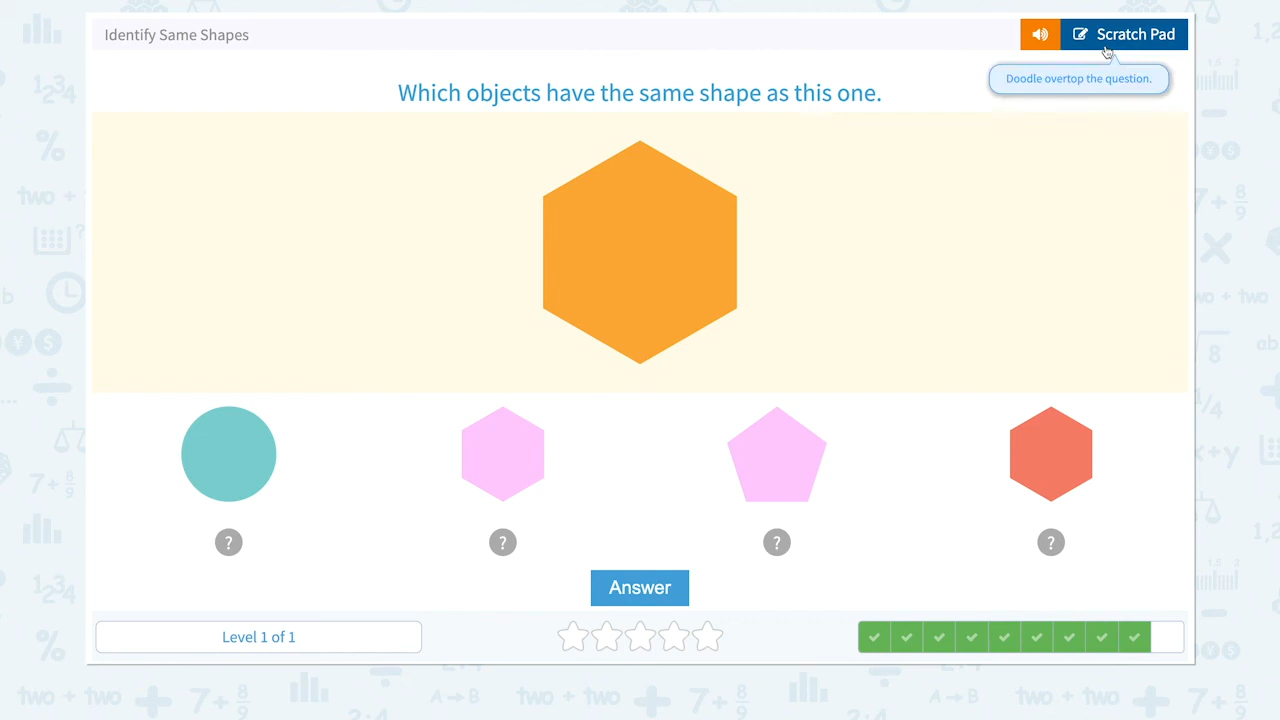 Identify Same Shapes
Scratch Pad
Doodle overtop the question.
Which objects have the same shape as this one.
? ? ? ?
Answer
Level 1 of 1